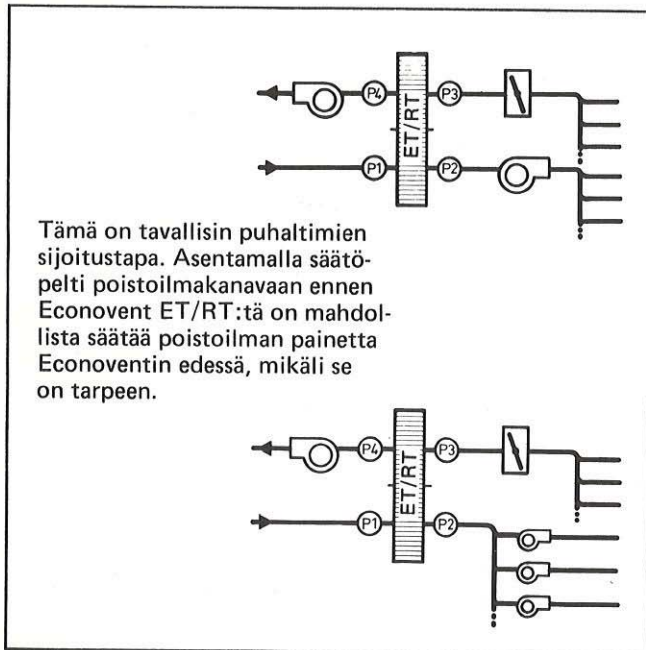 P4 ET/RT P3
P1 P2
Tämä on tavallisin puhaltimien
sijoitustapa. Asentamalla säätö-
pelti poistoilmakanavaan ennen
Econovent ET/RT:tä on mahdol-
lista säätää poistoilman painetta
Econoventin edessä, mikäli se
on tarpeen.
P4 ET/RT P3
P1 P2